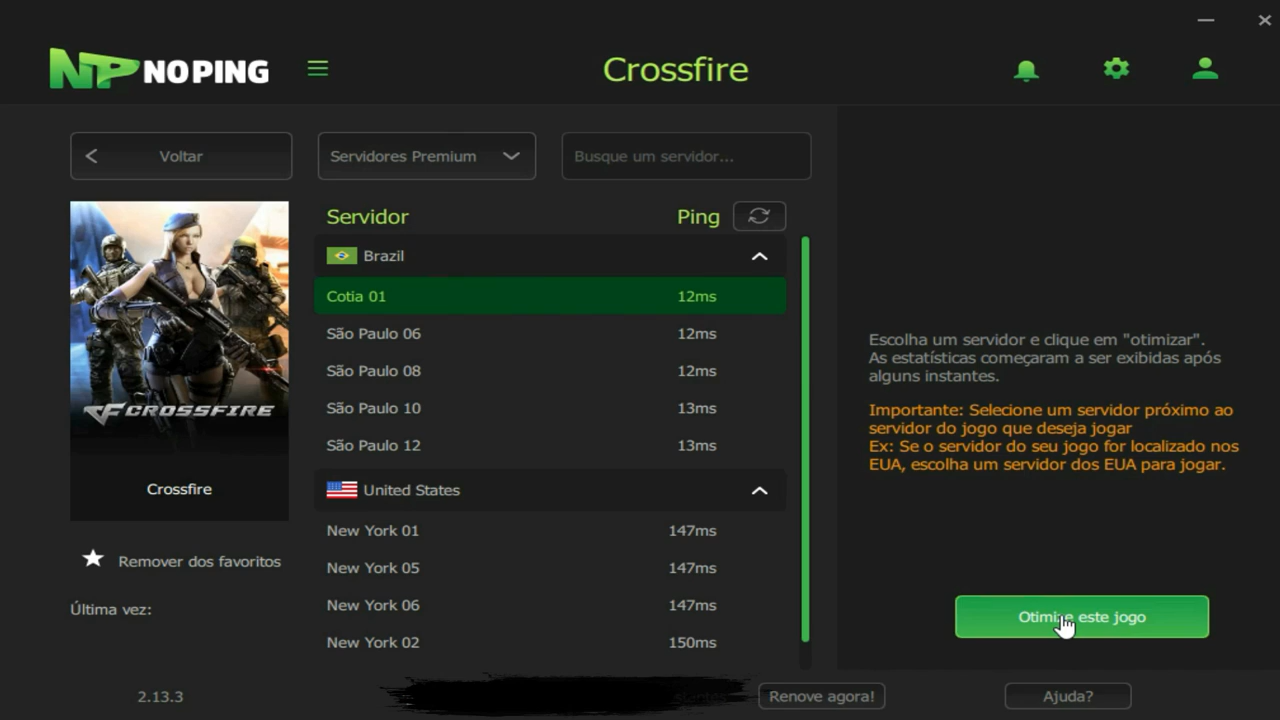 NP NOPING
Crossfire
Voltar
Servidores Premium
Busque um servidor...
Servidor Ping
Brazil
Cotia 01 12ms
São Paulo 06 12ms
São Paulo 08 12ms
São Paulo 10 13ms
São Paulo 12 13ms
United States
New York 01 147ms
New York 05 147ms
New York 06 147ms
New York 02 150ms
CF CROSSFIRE
Crossfire
Remover dos favoritos
Última vez:
Escolha um servidor e clique em "otimizar".
As estatísticas começaram a ser exibidas após
alguns instantes.
Importante: Selecione um servidor próximo ao
servidor do jogo que deseja jogar
Ex: Se o servidor do seu jogo for localizado nos
EUA, escolha um servidor dos EUA para jogar.
Otimize este jogo
2.13.3
Renove agora!
Ajuda?